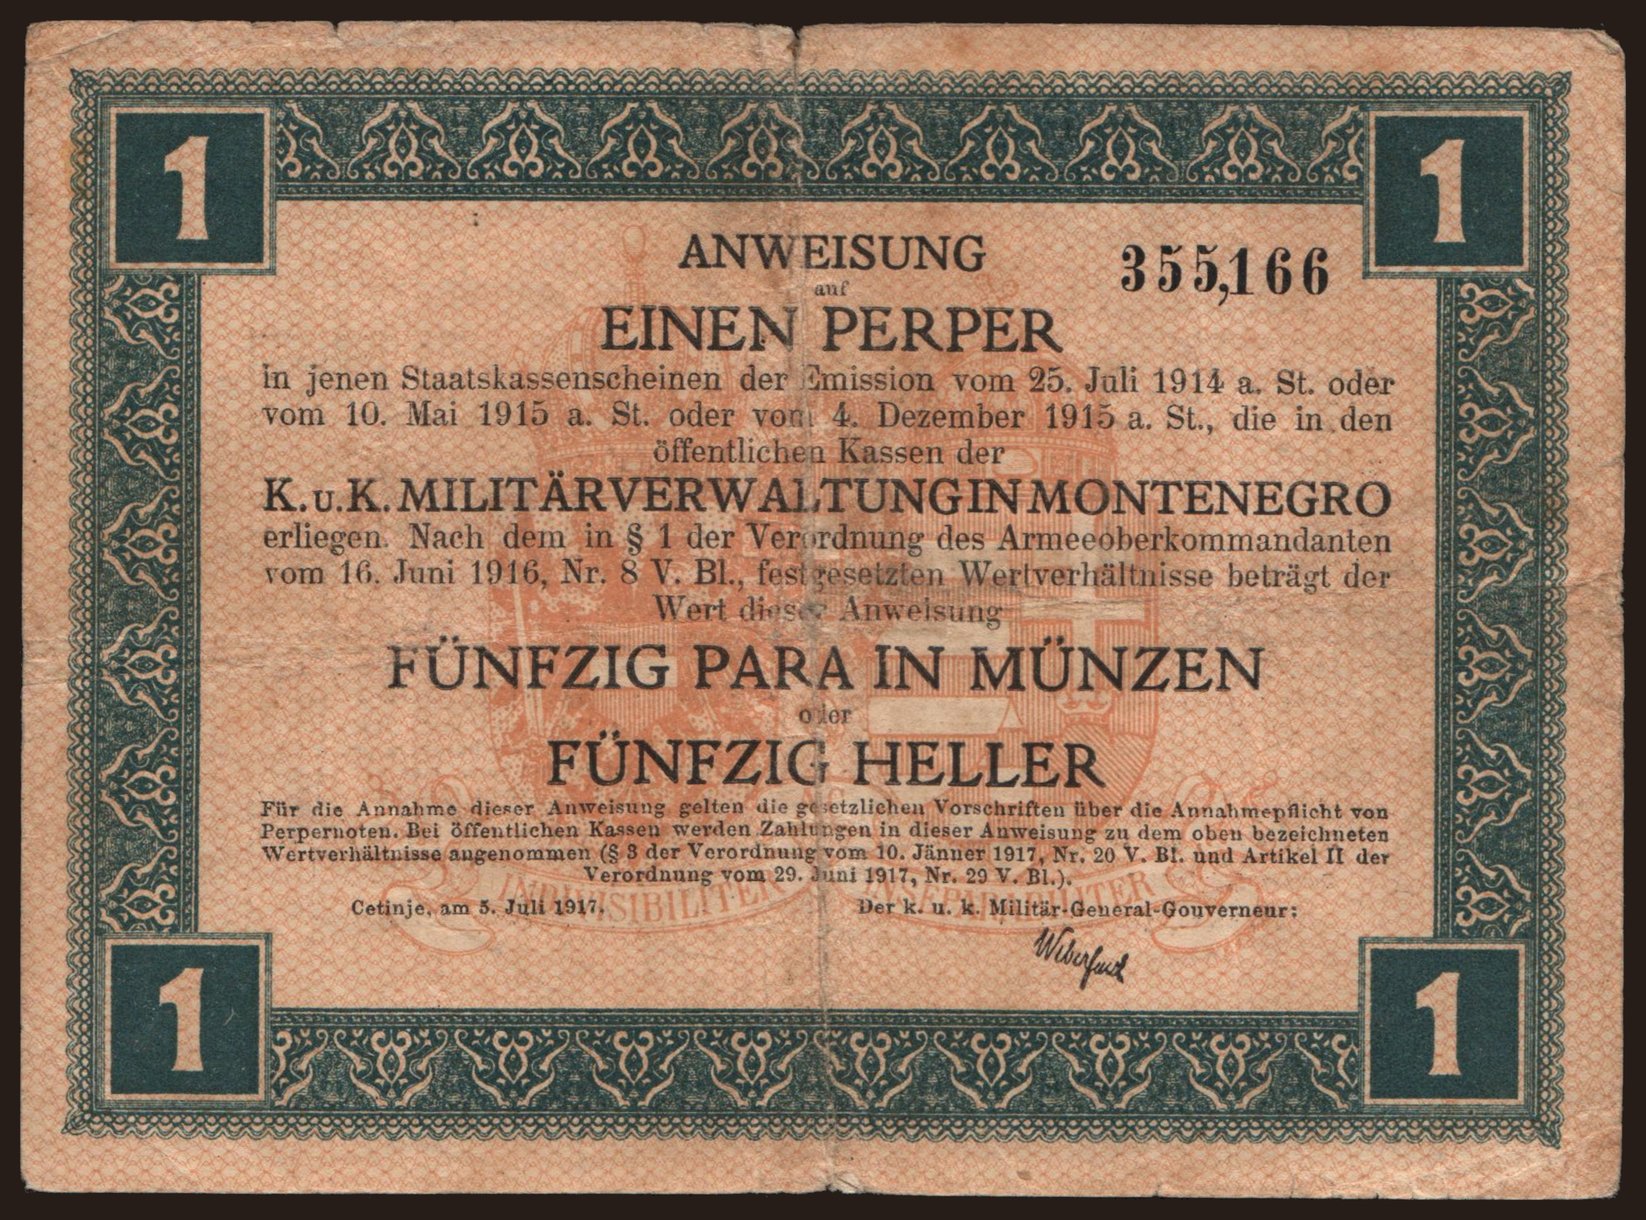 1
1
ANWEISUNG
355,166
auf
EINEN PERPER
in jenen Staatskassenscheinen der Emission vom 25. Juli 1914 a. St. oder
vom 10. Mai 1915 a. St. oder vom 4. Dezember 1915 a. St., die in den
öffentlichen Kassen der
K. u. K. MILITÄRVERWALTUNG IN MONTENEGRO
erliegen. Nach dem in § 1 der Verordnung des Armeeoberkommandanten
vom 16. Juni 1916, Nr. 8 V. Bl., festgesetzten Wertverhältnisse beträgt der
Wert dieser Anweisung
FÜNFZIG PARA IN MÜNZEN
oder
FÜNFZIG HELLER
Für die Annahme dieser Anweisung gelten die gesetzlichen Vorschriften über die Annahmepflicht von
Perpernoten. Bei öffentlichen Kassen werden Zahlungen in dieser Anweisung zu dem oben bezeichneten
Wertverhältnisse angenommen (§ 3 der Verordnung vom 10. Jänner 1917, Nr. 20 V. Bl. und Artikel II der
Verordnung vom 29. Juni 1917, Nr. 29 V. Bl.).
INDIVISIBILITER
Cetinje, am 5. Juli 1917.
Der k. u. k. Militär-General-Gouverneur:
1
1